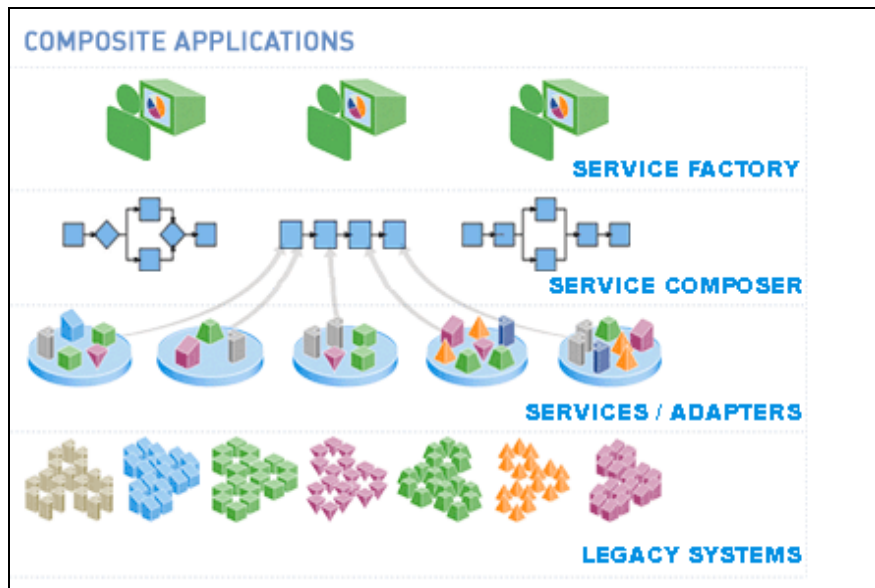 COMPOSITE APPLICATIONS
SERVICE FACTORY
SERVICE COMPOSER
SERVICES / ADAPTERS
LEGACY SYSTEMS